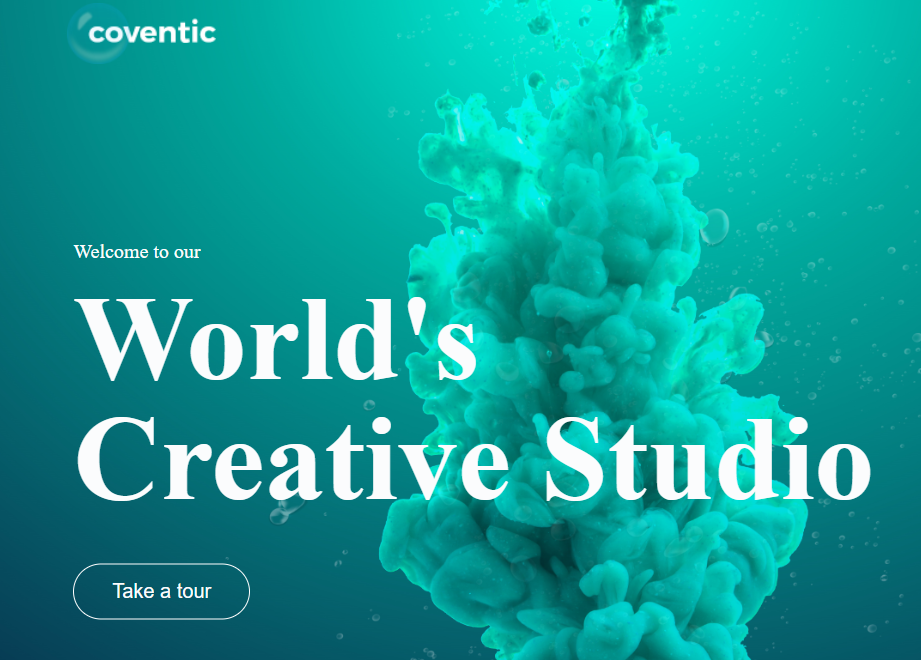 coventic
Welcome to our
World's
Creative Studio
Take a tour